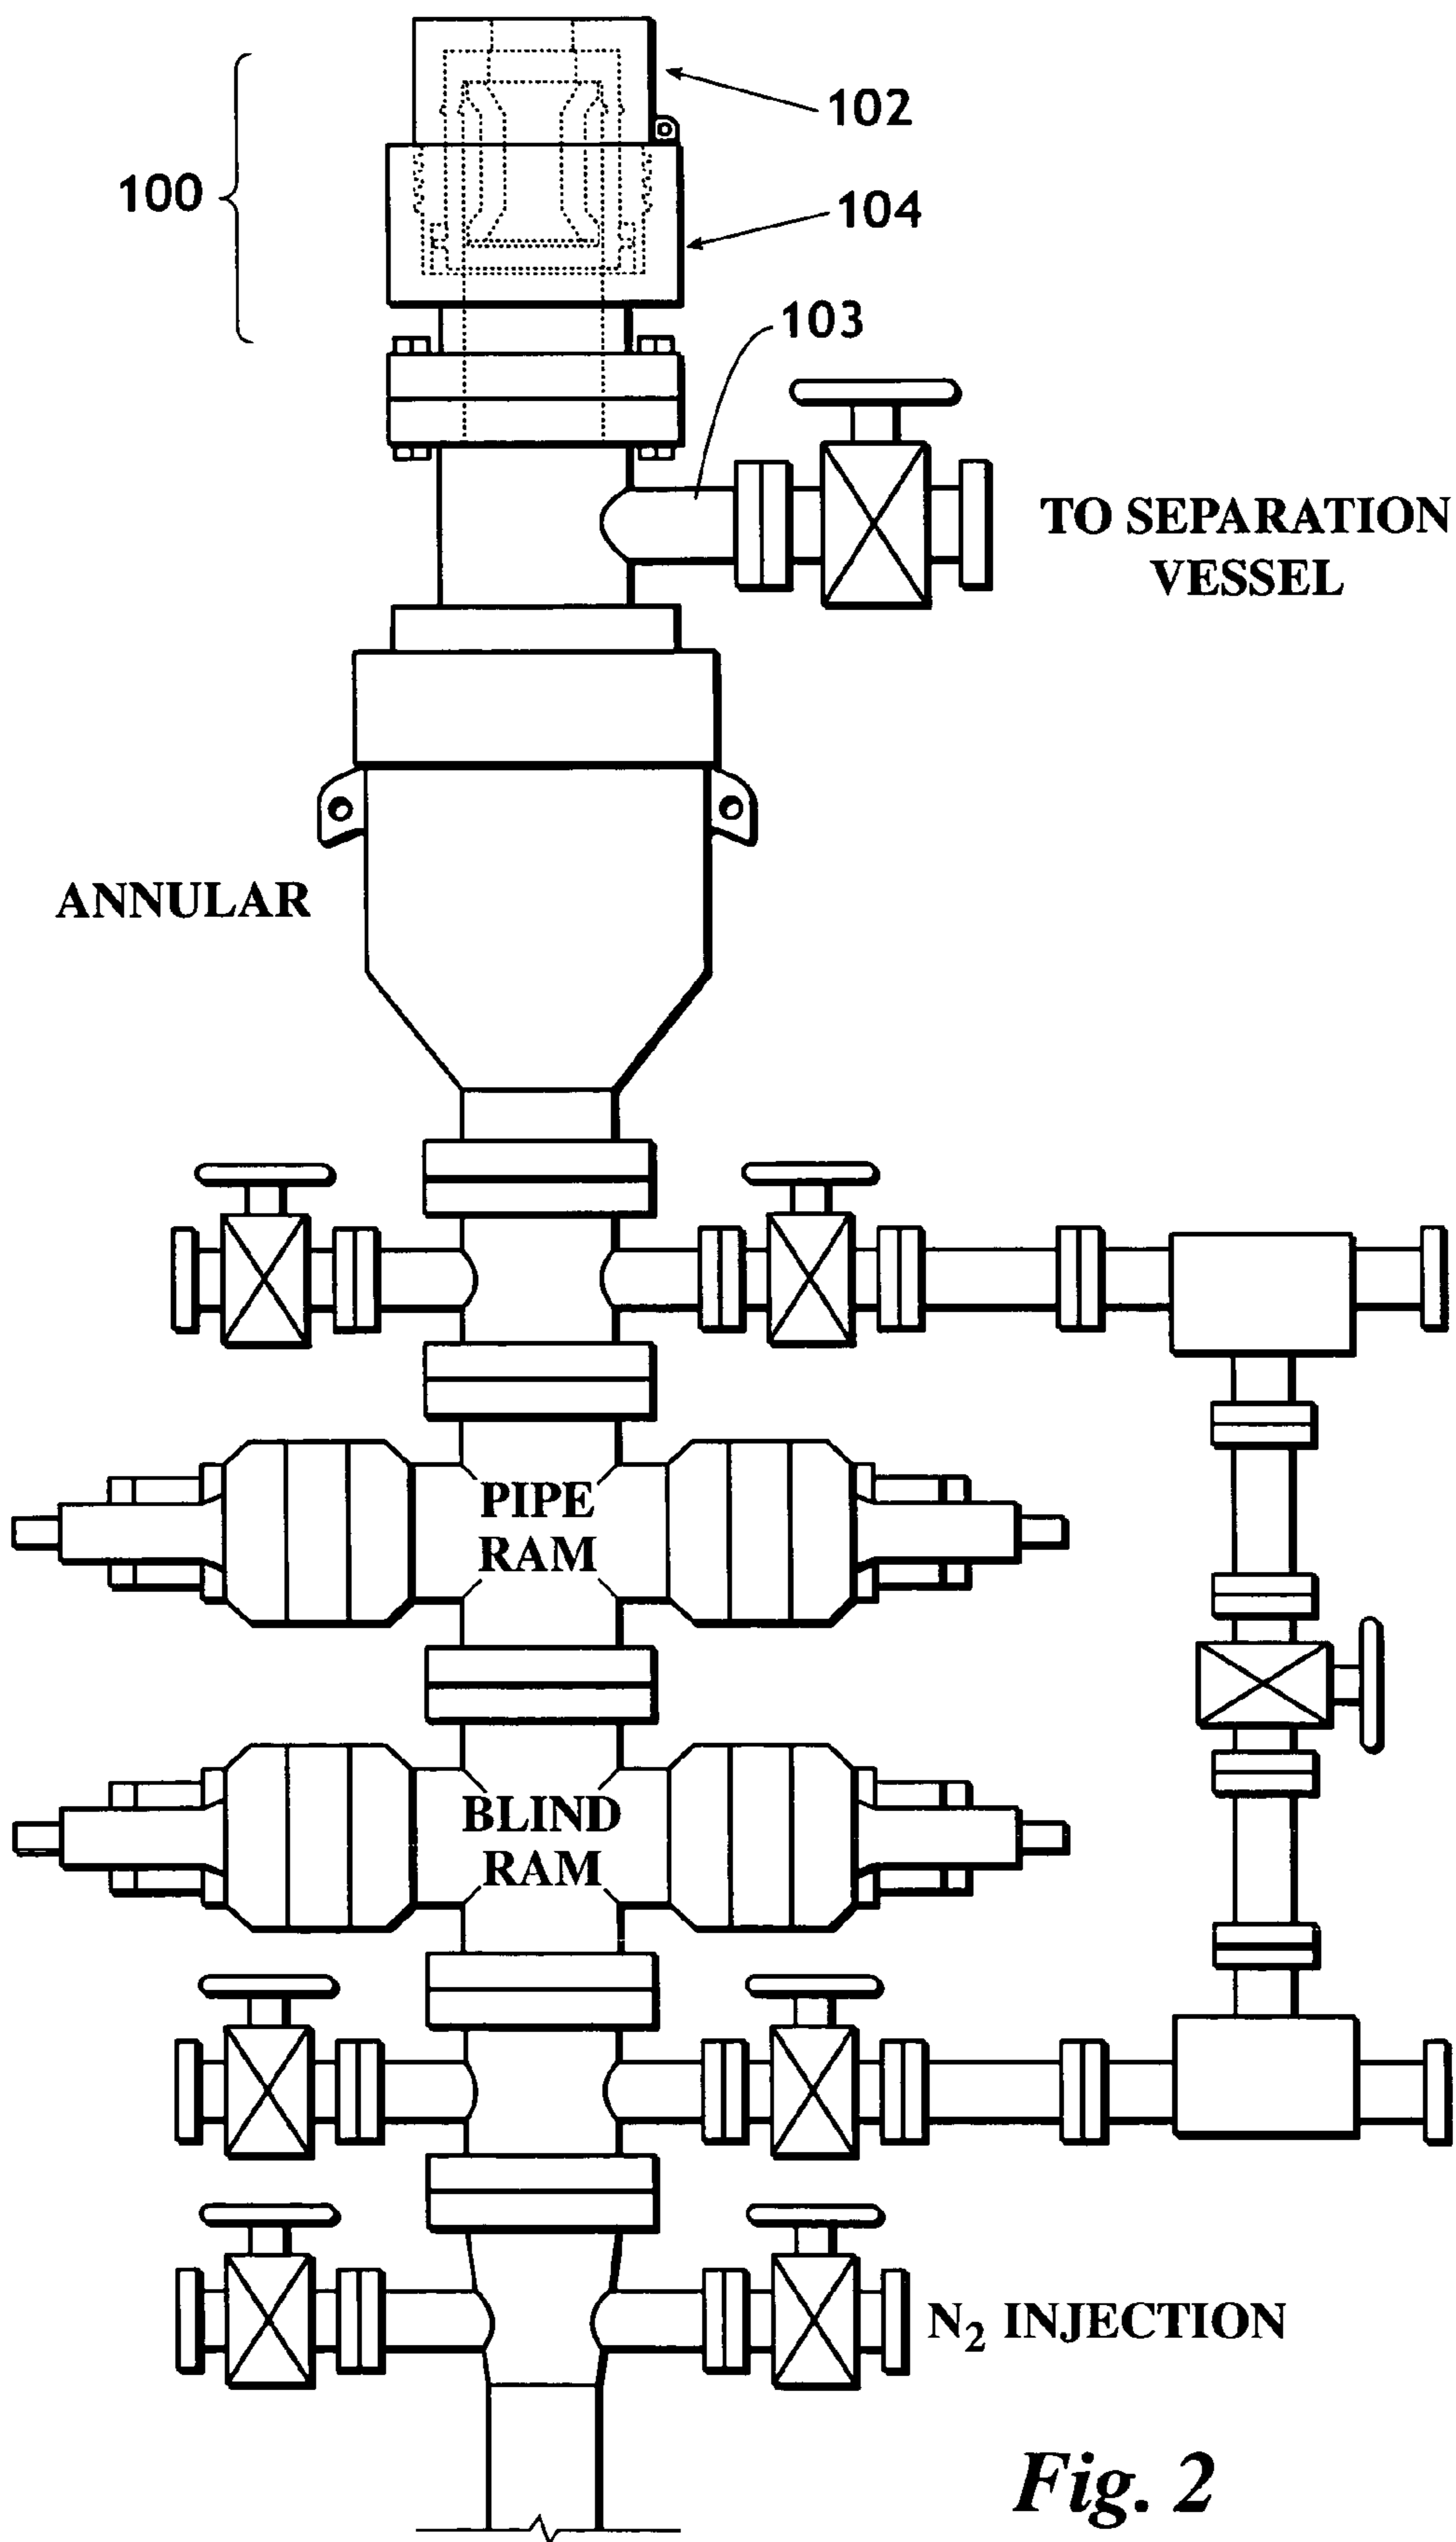 102
100
104
103
TO SEPARATION
VESSEL
ANNULAR
PIPE
RAM
BLIND
RAM
N₂ INJECTION
Fig. 2